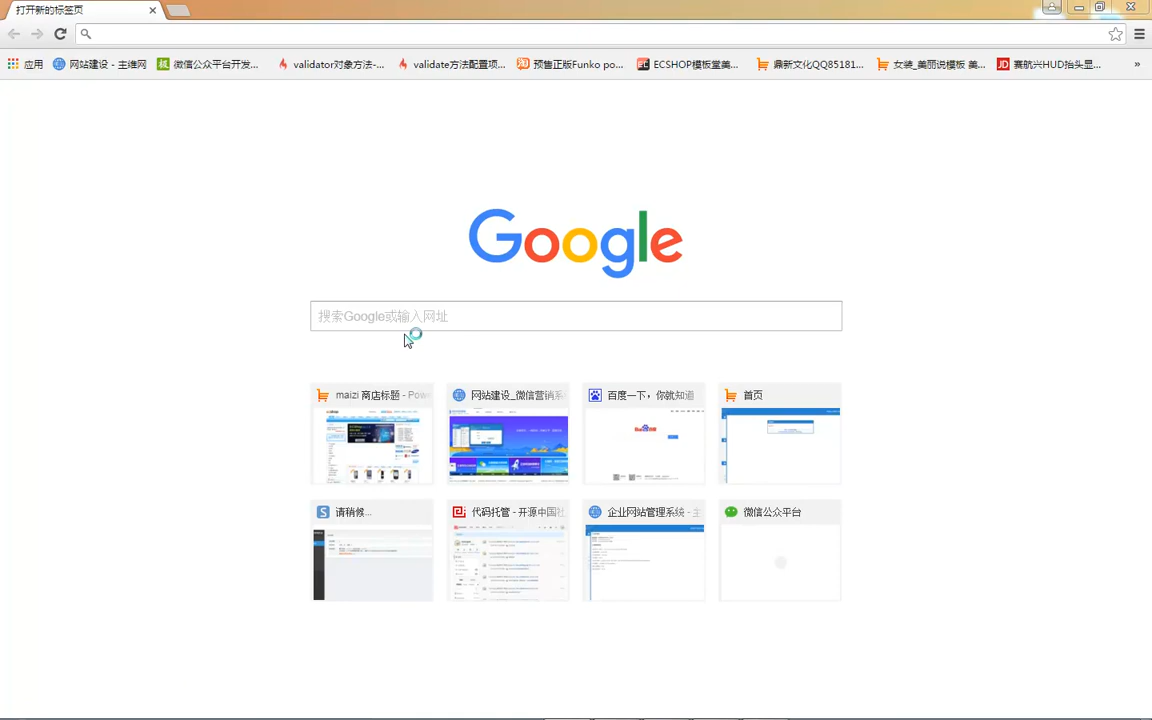 打开新的标签页
应用
网站建设 - 主维网
微信公众平台开发...
validator对象方法-...
validate方法配置项...
预售正版Funko po...
ECSHOP模板堂美...
鼎新文化QQ85181...
女装_美丽说模板 美...
赛航兴HUD抬头显...
»
Google
搜索Google或输入网址
maizi 商店标题 - Pow
网站建设_微信营销系
百度一下，你就知道
首页
请稍候...
代码托管 - 开源中国社
企业网站管理系统 - 主
微信公众平台